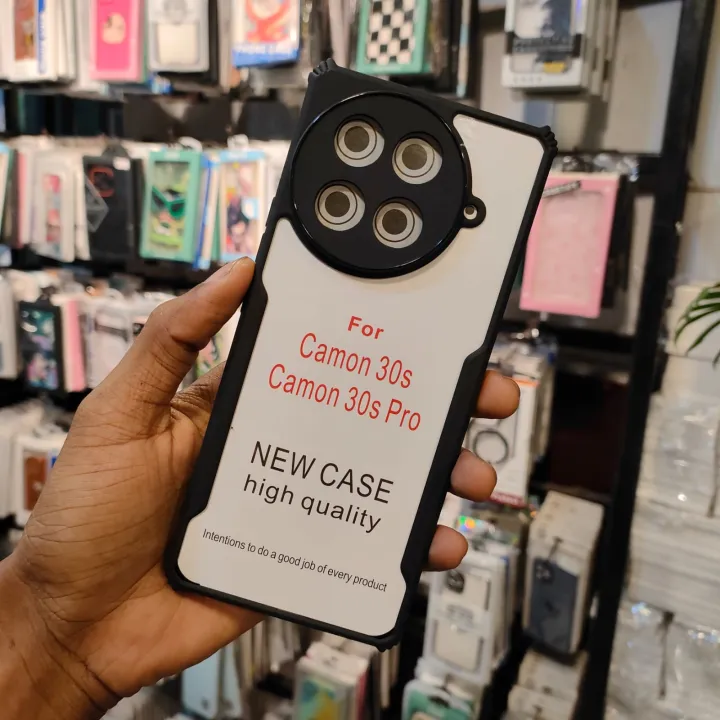 For
Camon 30s
Camon 30s Pro
NEW CASE
high quality
Intentions to do a good job of every product